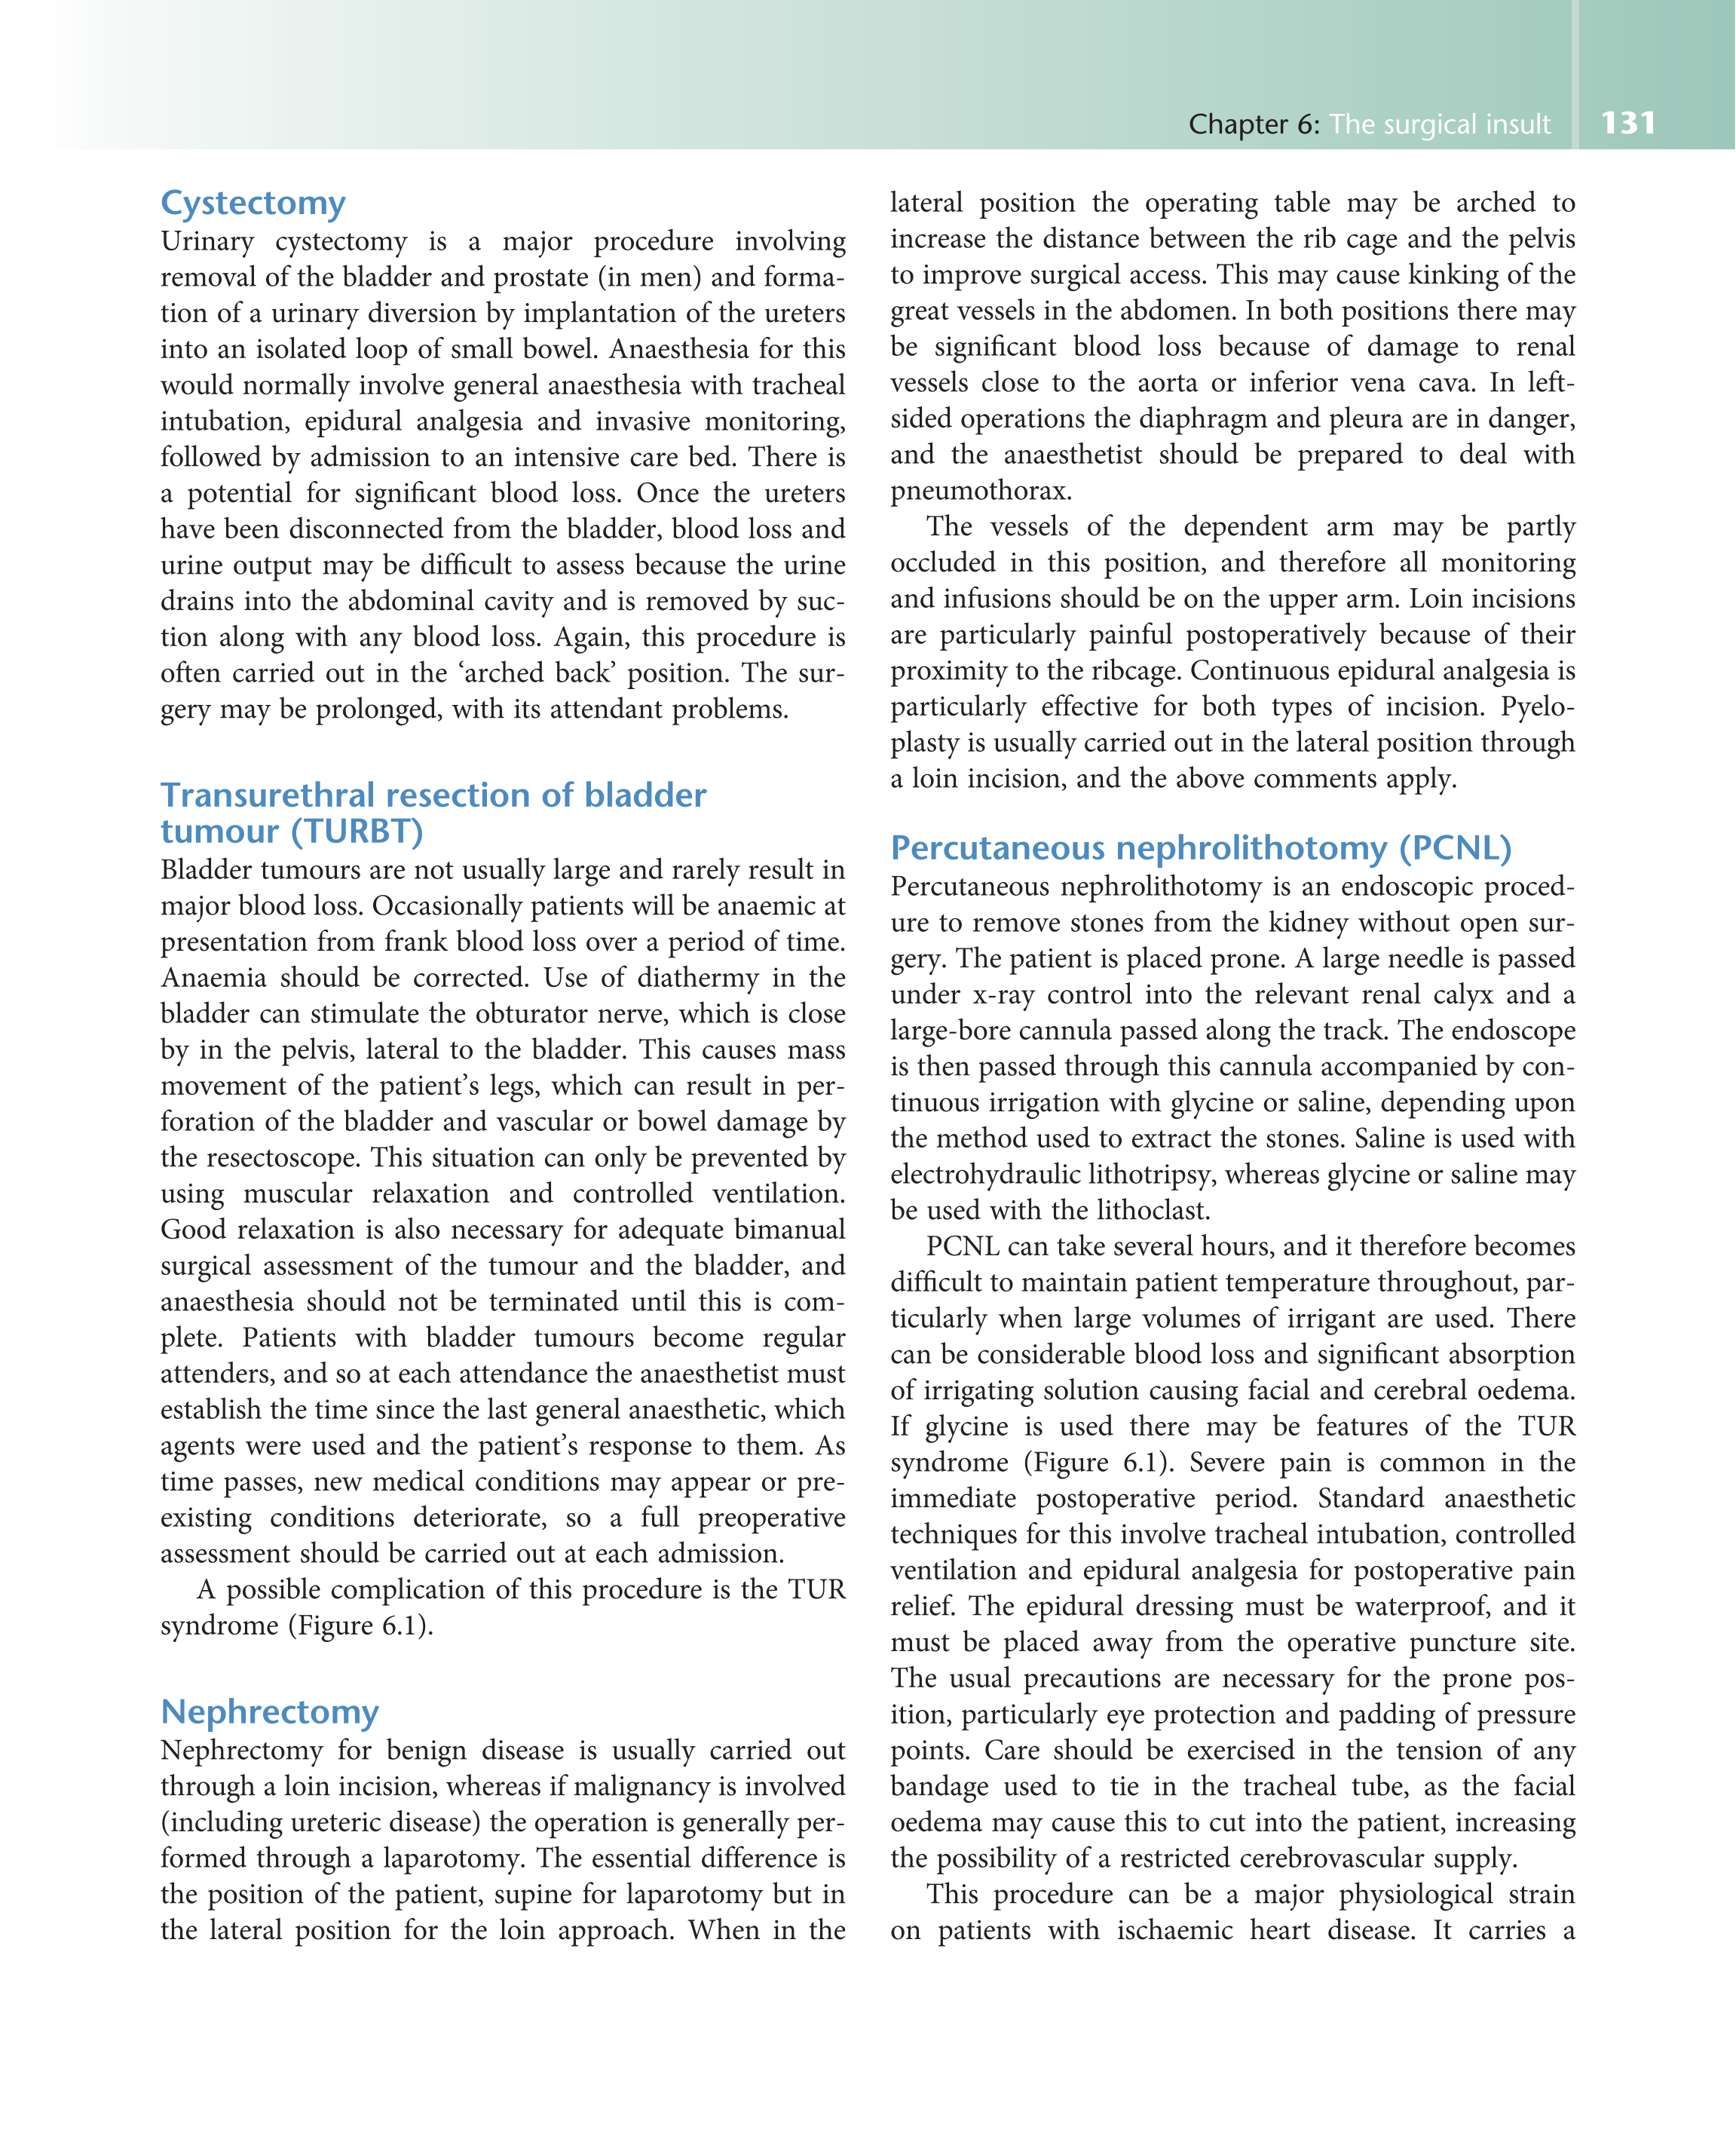 Chapter 6: The surgical insult 131
Cystectomy
Urinary cystectomy is a major procedure involving
removal of the bladder and prostate (in men) and forma-
tion of a urinary diversion by implantation of the ureters
into an isolated loop of small bowel. Anaesthesia for this
would normally involve general anaesthesia with tracheal
intubation, epidural analgesia and invasive monitoring,
followed by admission to an intensive care bed. There is
a potential for significant blood loss. Once the ureters
have been disconnected from the bladder, blood loss and
urine output may be difficult to assess because the urine
drains into the abdominal cavity and is removed by suc-
tion along with any blood loss. Again, this procedure is
often carried out in the ‘arched back’ position. The sur-
gery may be prolonged, with its attendant problems.
Transurethral resection of bladder
tumour (TURBT)
Bladder tumours are not usually large and rarely result in
major blood loss. Occasionally patients will be anaemic at
presentation from frank blood loss over a period of time.
Anaemia should be corrected. Use of diathermy in the
bladder can stimulate the obturator nerve, which is close
by in the pelvis, lateral to the bladder. This causes mass
movement of the patient’s legs, which can result in per-
foration of the bladder and vascular or bowel damage by
the resectoscope. This situation can only be prevented by
using muscular relaxation and controlled ventilation.
Good relaxation is also necessary for adequate bimanual
surgical assessment of the tumour and the bladder, and
anaesthesia should not be terminated until this is com-
plete. Patients with bladder tumours become regular
attenders, and so at each attendance the anaesthetist must
establish the time since the last general anaesthetic, which
agents were used and the patient’s response to them. As
time passes, new medical conditions may appear or pre-
existing conditions deteriorate, so a full preoperative
assessment should be carried out at each admission.
A possible complication of this procedure is the TUR
syndrome (Figure 6.1).
Nephrectomy
Nephrectomy for benign disease is usually carried out
through a loin incision, whereas if malignancy is involved
(including ureteric disease) the operation is generally per-
formed through a laparotomy. The essential difference is
the position of the patient, supine for laparotomy but in
the lateral position for the loin approach. When in the
lateral position the operating table may be arched to
increase the distance between the rib cage and the pelvis
to improve surgical access. This may cause kinking of the
great vessels in the abdomen. In both positions there may
be significant blood loss because of damage to renal
vessels close to the aorta or inferior vena cava. In left-
sided operations the diaphragm and pleura are in danger,
and the anaesthetist should be prepared to deal with
pneumothorax.
The vessels of the dependent arm may be partly
occluded in this position, and therefore all monitoring
and infusions should be on the upper arm. Loin incisions
are particularly painful postoperatively because of their
proximity to the ribcage. Continuous epidural analgesia is
particularly effective for both types of incision. Pyelo-
plasty is usually carried out in the lateral position through
a loin incision, and the above comments apply.
Percutaneous nephrolithotomy (PCNL)
Percutaneous nephrolithotomy is an endoscopic proced-
ure to remove stones from the kidney without open sur-
gery. The patient is placed prone. A large needle is passed
under x-ray control into the relevant renal calyx and a
large-bore cannula passed along the track. The endoscope
is then passed through this cannula accompanied by con-
tinuous irrigation with glycine or saline, depending upon
the method used to extract the stones. Saline is used with
electrohydraulic lithotripsy, whereas glycine or saline may
be used with the lithoclast.
PCNL can take several hours, and it therefore becomes
difficult to maintain patient temperature throughout, par-
ticularly when large volumes of irrigant are used. There
can be considerable blood loss and significant absorption
of irrigating solution causing facial and cerebral oedema.
If glycine is used there may be features of the TUR
syndrome (Figure 6.1). Severe pain is common in the
immediate postoperative period. Standard anaesthetic
techniques for this involve tracheal intubation, controlled
ventilation and epidural analgesia for postoperative pain
relief. The epidural dressing must be waterproof, and it
must be placed away from the operative puncture site.
The usual precautions are necessary for the prone pos-
ition, particularly eye protection and padding of pressure
points. Care should be exercised in the tension of any
bandage used to tie in the tracheal tube, as the facial
oedema may cause this to cut into the patient, increasing
the possibility of a restricted cerebrovascular supply.
This procedure can be a major physiological strain
on patients with ischaemic heart disease. It carries a